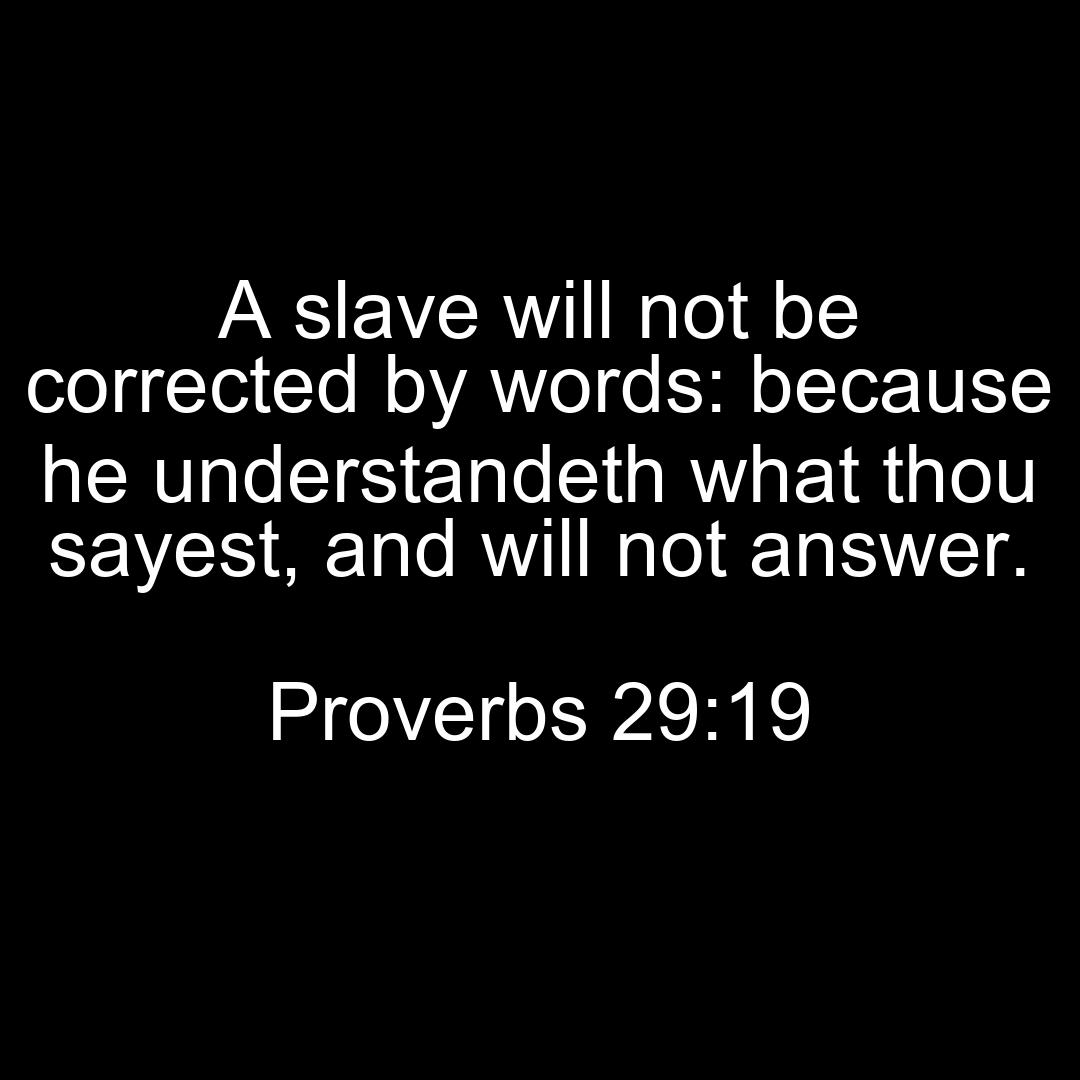 A slave will not be
corrected by words: because
he understandeth what thou
sayest, and will not answer.
Proverbs 29:19